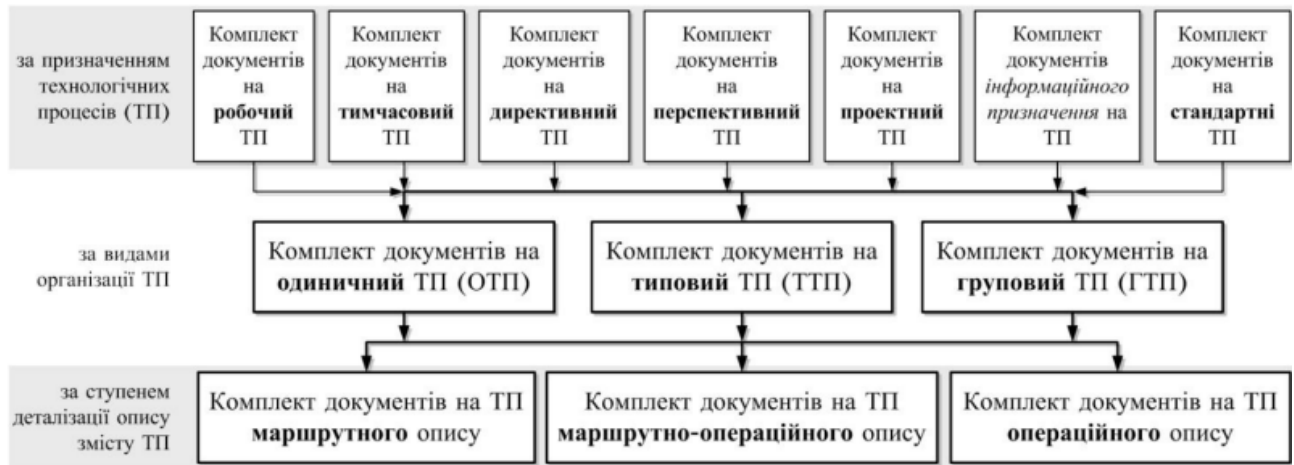 за призначенням
технологічних
процесів (ТП)
Комплект
документів
на
робочий
ТП
Комплект
документів
на
тимчасовий
ТП
Комплект
документів
на
директивний
ТП
Комплект
документів
на
перспективний
ТП
Комплект
документів
на
проектний
ТП
Комплект
документів
інформаційного
призначення на
ТП
Комплект
документів
на
стандартні
ТП
за видами
організації ТП
Комплект документів на
одиничний ТП (ОТП)
Комплект документів на
типовий ТП (ТТП)
Комплект документів на
груповий ТП (ГТП)
за ступенем
деталізації опису
змісту ТП
Комплект документів на ТП
маршрутного опису
Комплект документів на ТП
маршрутно-операційного опису
Комплект документів на ТП
операційного опису